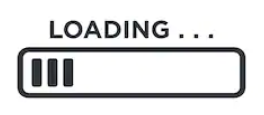 LOADING . . .